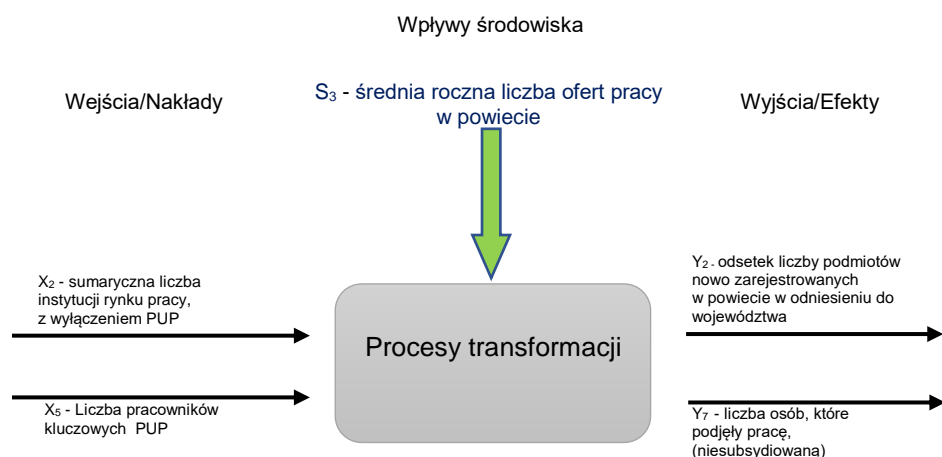 Wpływy środowiska
Wejścia/Nakłady
S₃ - średnia roczna liczba ofert pracy
w powiecie
Wyjścia/Efekty
X₂ - sumaryczna liczba
instytucji rynku pracy,
z wyłączeniem PUP
X₅ - Liczba pracowników
kluczowych PUP
Procesy transformacji
Y₂ - odsetek liczby podmiotów
nowo zarejestrowanych
w powiecie w odniesieniu do
województwa
Y₇ - liczba osób, które
podjęły pracę,
(niesubsydiowaną)